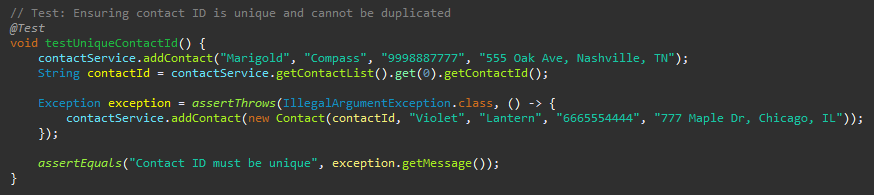 // Test: Ensuring contact ID is unique and cannot be duplicated
@Test
void testUniqueContactId() {
    contactService.addContact("Marigold", "Compass", "9998887777", "555 Oak Ave, Nashville, TN");
    String contactId = contactService.getContactList().get(0).getContactId();

    Exception exception = assertThrows(IllegalArgumentException.class, () -> {
        contactService.addContact(new Contact(contactId, "Violet", "Lantern", "6665554444", "777 Maple Dr, Chicago, IL"));
    });

    assertEquals("Contact ID must be unique", exception.getMessage());
}